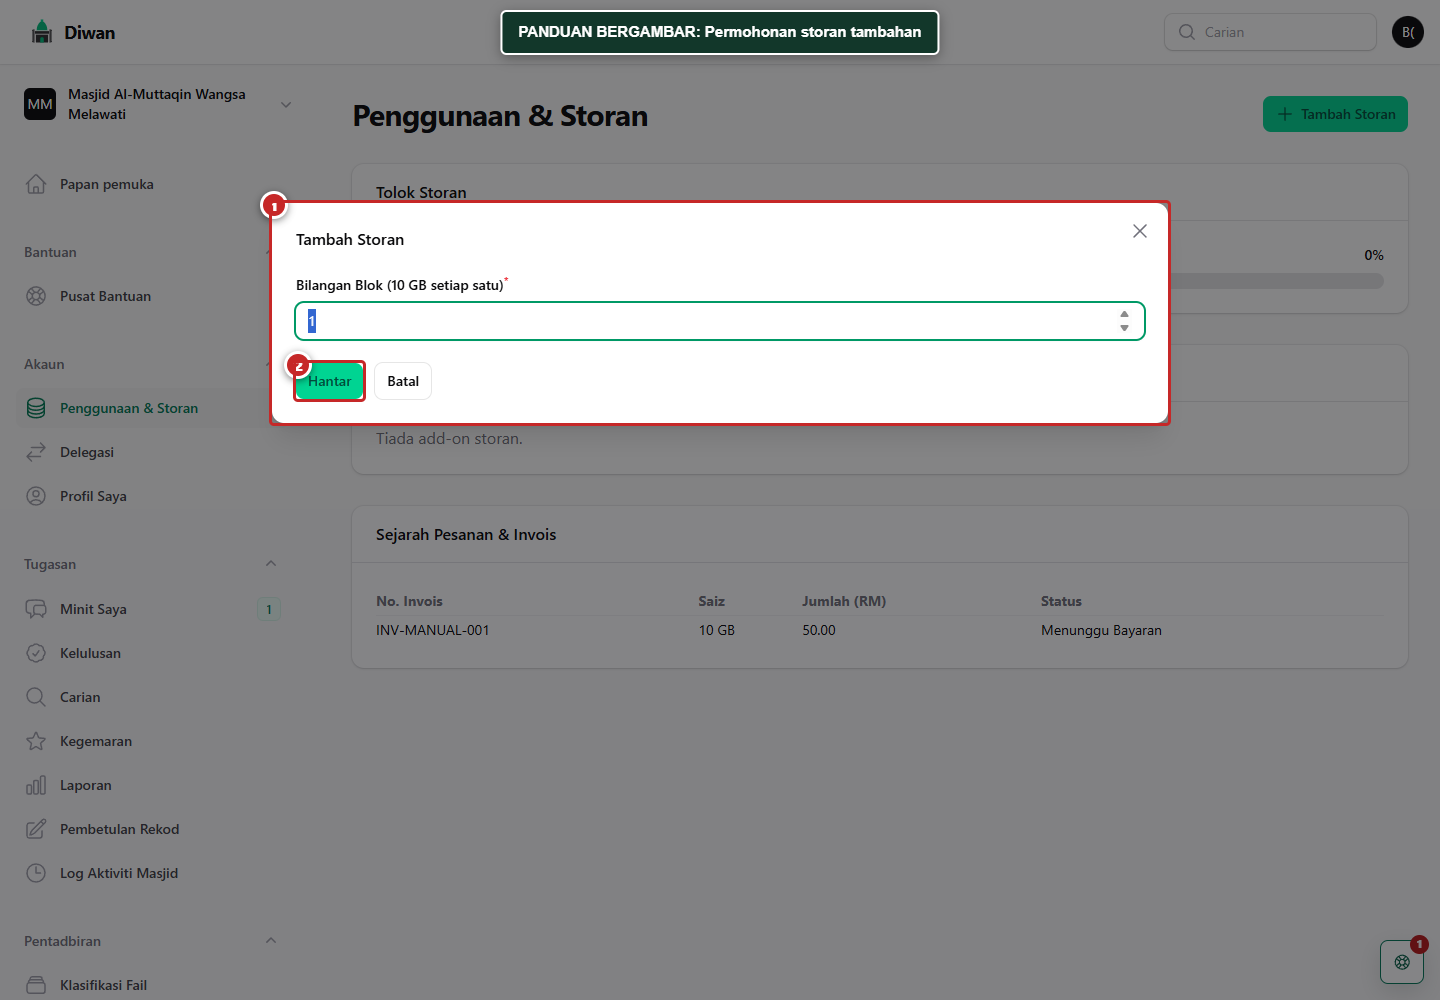 Diwan
PANDUAN BERGAMBAR: Permohonan storan tambahan
Carian
B(
MM
Masjid Al-Muttaqin Wangsa
Melawati
Penggunaan & Storan
Tambah Storan
Papan pemuka
Bantuan
Pusat Bantuan
Akaun
Penggunaan & Storan
Delegasi
Profil Saya
Tugasan
Minit Saya
1
Kelulusan
Carian
Kegemaran
Laporan
Pembetulan Rekod
Log Aktiviti Masjid
Pentadbiran
Klasifikasi Fail
Tolok Storan
0%
1
Tambah Storan
Bilangan Blok (10 GB setiap satu)*
1
2
Hantar
Batal
Tiada add-on storan.
Sejarah Pesanan & Invois
No. Invois Saiz Jumlah (RM) Status
INV-MANUAL-001 10 GB 50.00 Menunggu Bayaran
1